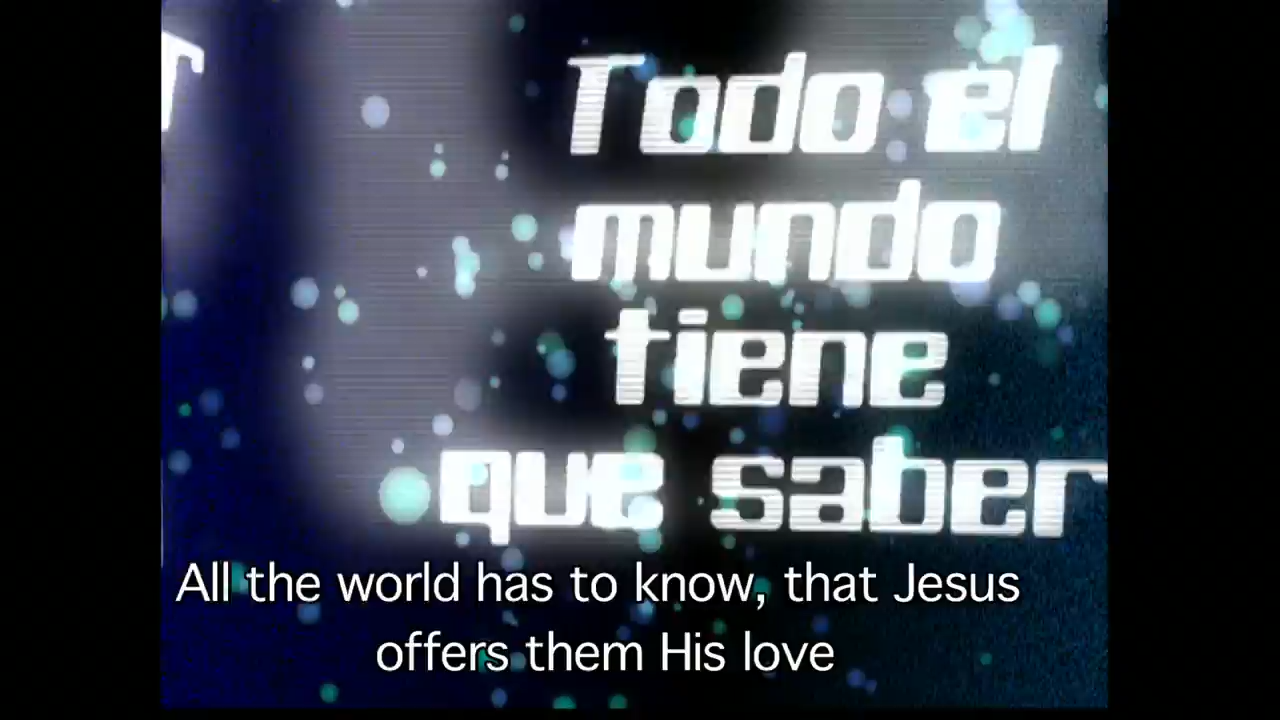 Todo el
mundo
tiene
que saber
All the world has to know, that Jesus
offers them His love